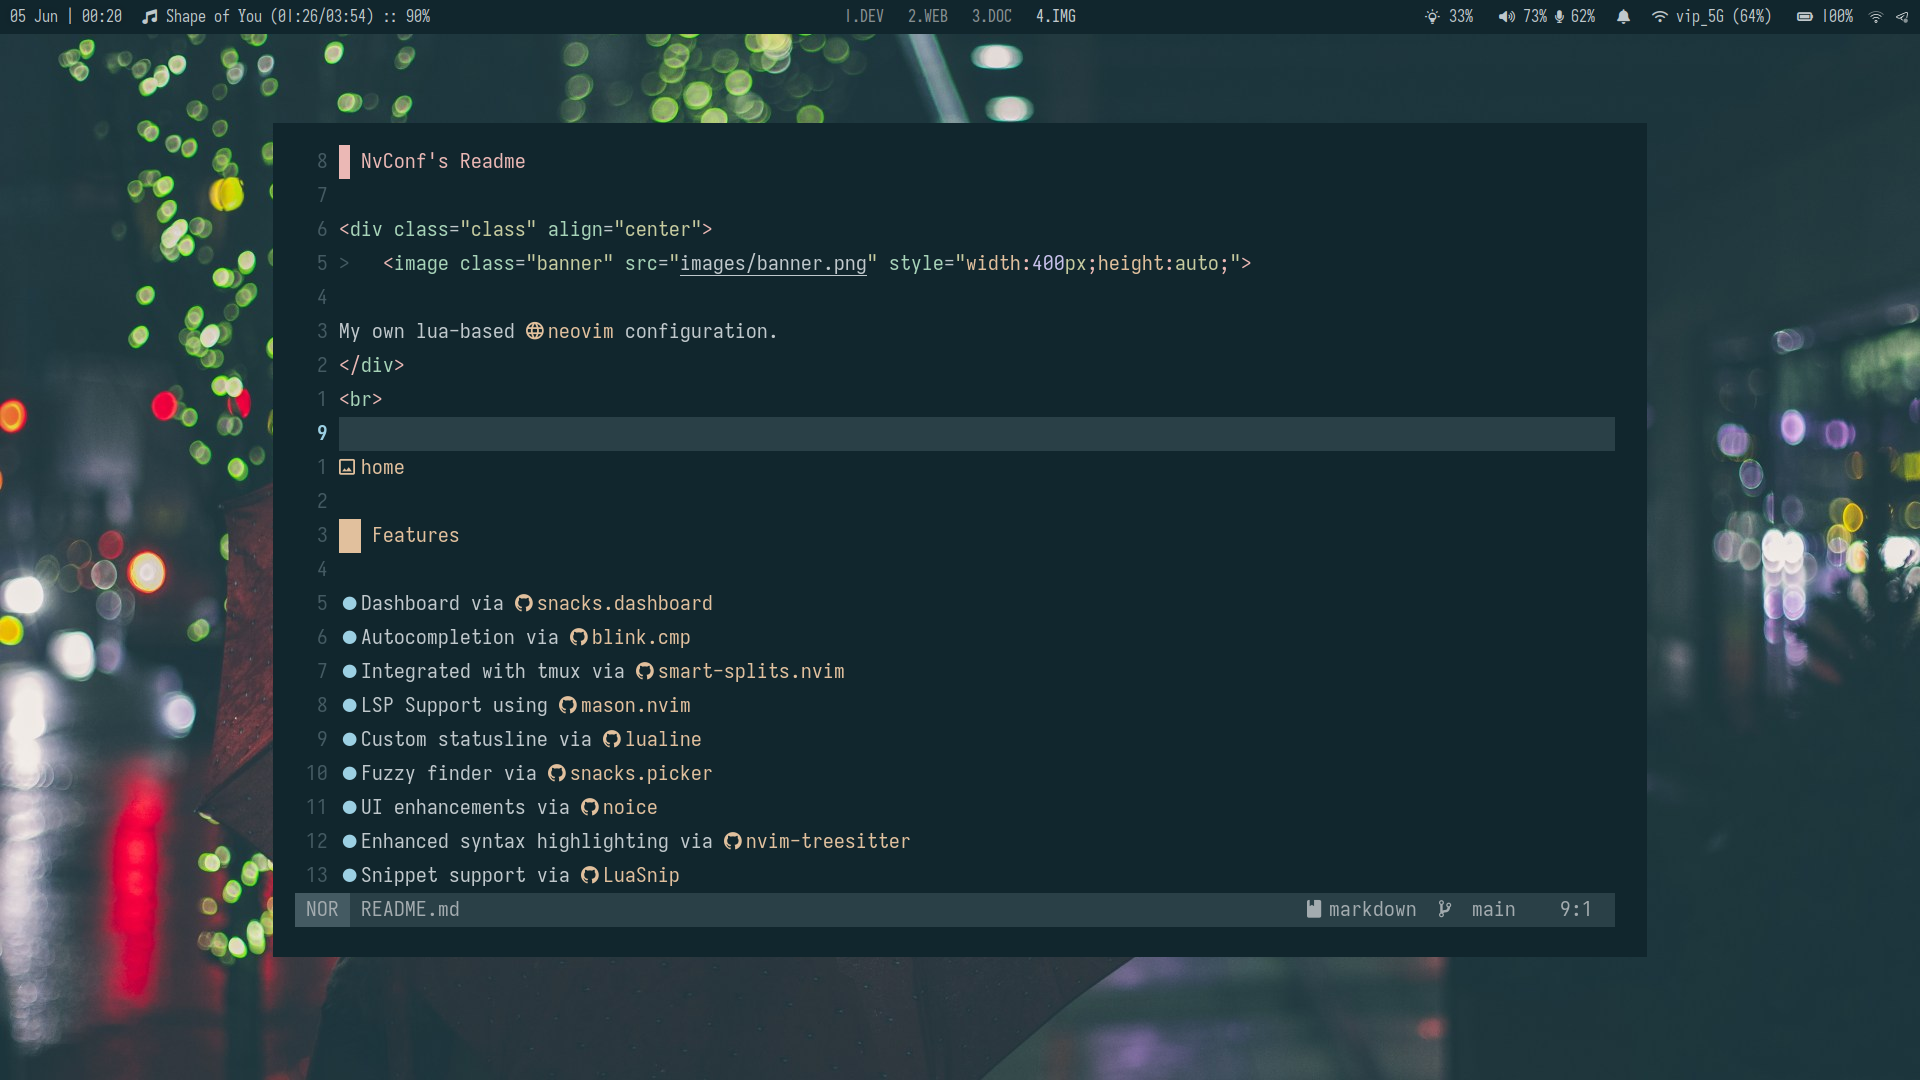 05 Jun | 00:20 Shape of You (01:26/03:54) :: 90% 1.DEV 2.WEB 3.DOC 4.IMG 33% 73% 62% vip_5G (64%) 100%
8 NvConf's Readme
7
6 <div class="class" align="center">
5 > <image class="banner" src="images/banner.png" style="width:400px;height:auto;">
4
3 My own lua-based neovim configuration.
2 </div>
1 <br>
9
1 home
2
3 Features
4
5 ● Dashboard via snacks.dashboard
6 ● Autocompletion via blink.cmp
7 ● Integrated with tmux via smart-splits.nvim
8 ● LSP Support using mason.nvim
9 ● Custom statusline via lualine
10 ● Fuzzy finder via snacks.picker
11 ● UI enhancements via noice
12 ● Enhanced syntax highlighting via nvim-treesitter
13 ● Snippet support via LuaSnip
NOR README.md markdown main 9:1